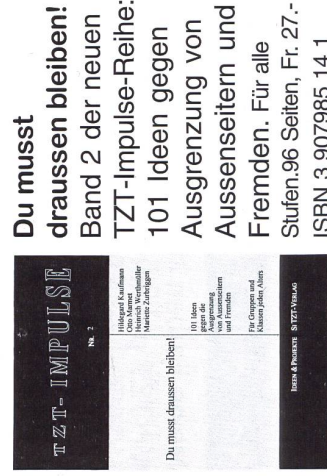 Du musst
draussen bleiben!
Band 2 der neuen
TZT-Impulse-Reihe:
101 Ideen gegen
Ausgrenzung von
Aussenseitern und
Fremden. Für alle
Stufen.96 Seiten, Fr. 27.-
ISBN 3 907985 14 1
TZT-IMPULSE
Nr. 2
Hildegard Kaufmann
Otto Marmet
Heinrich Werthmüller
Mariette Zurbriggen
Du musst draussen bleiben!
101 Ideen
gegen die
Ausgrenzung
von Aussenseitern
und Fremden
Für Gruppen und
Klassen jeden Alters
IDEEN & PROJEKTE SI TZT-VERLAG